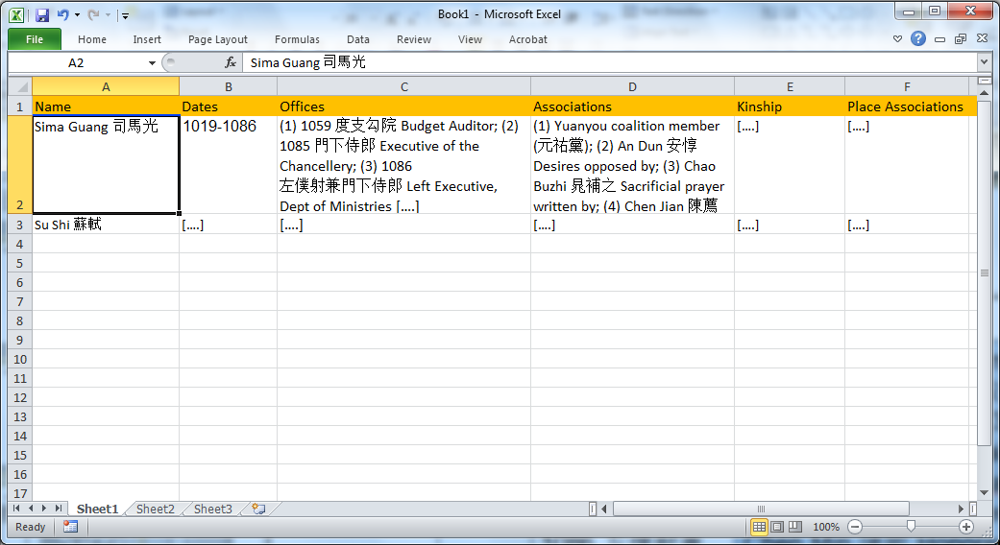 Book1 - Microsoft Excel
File Home Insert Page Layout Formulas Data Review View Acrobat
A2 fx Sima Guang 司馬光
A B C D E F
1 Name Dates Offices Associations Kinship Place Associations
2 Sima Guang 司馬光
1019-1086
(1) 1059 度支勾院 Budget Auditor; (2)
1085 門下侍郎 Executive of the
Chancellery; (3) 1086
左僕射兼門下侍郎 Left Executive,
Dept of Ministries [....]
(1) Yuanyou coalition member
(元祐黨); (2) An Dun 安惇
Desires opposed by; (3) Chao
Buzhi 晁補之 Sacrificial prayer
written by; (4) Chen Jian 陳薦
[....]
[....]
3 Su Shi 蘇軾 [....] [....] [....] [....] [....]
4
5
6
7
8
9
10
11
12
13
14
15
16
17
Sheet1 Sheet2 Sheet3
Ready 100%